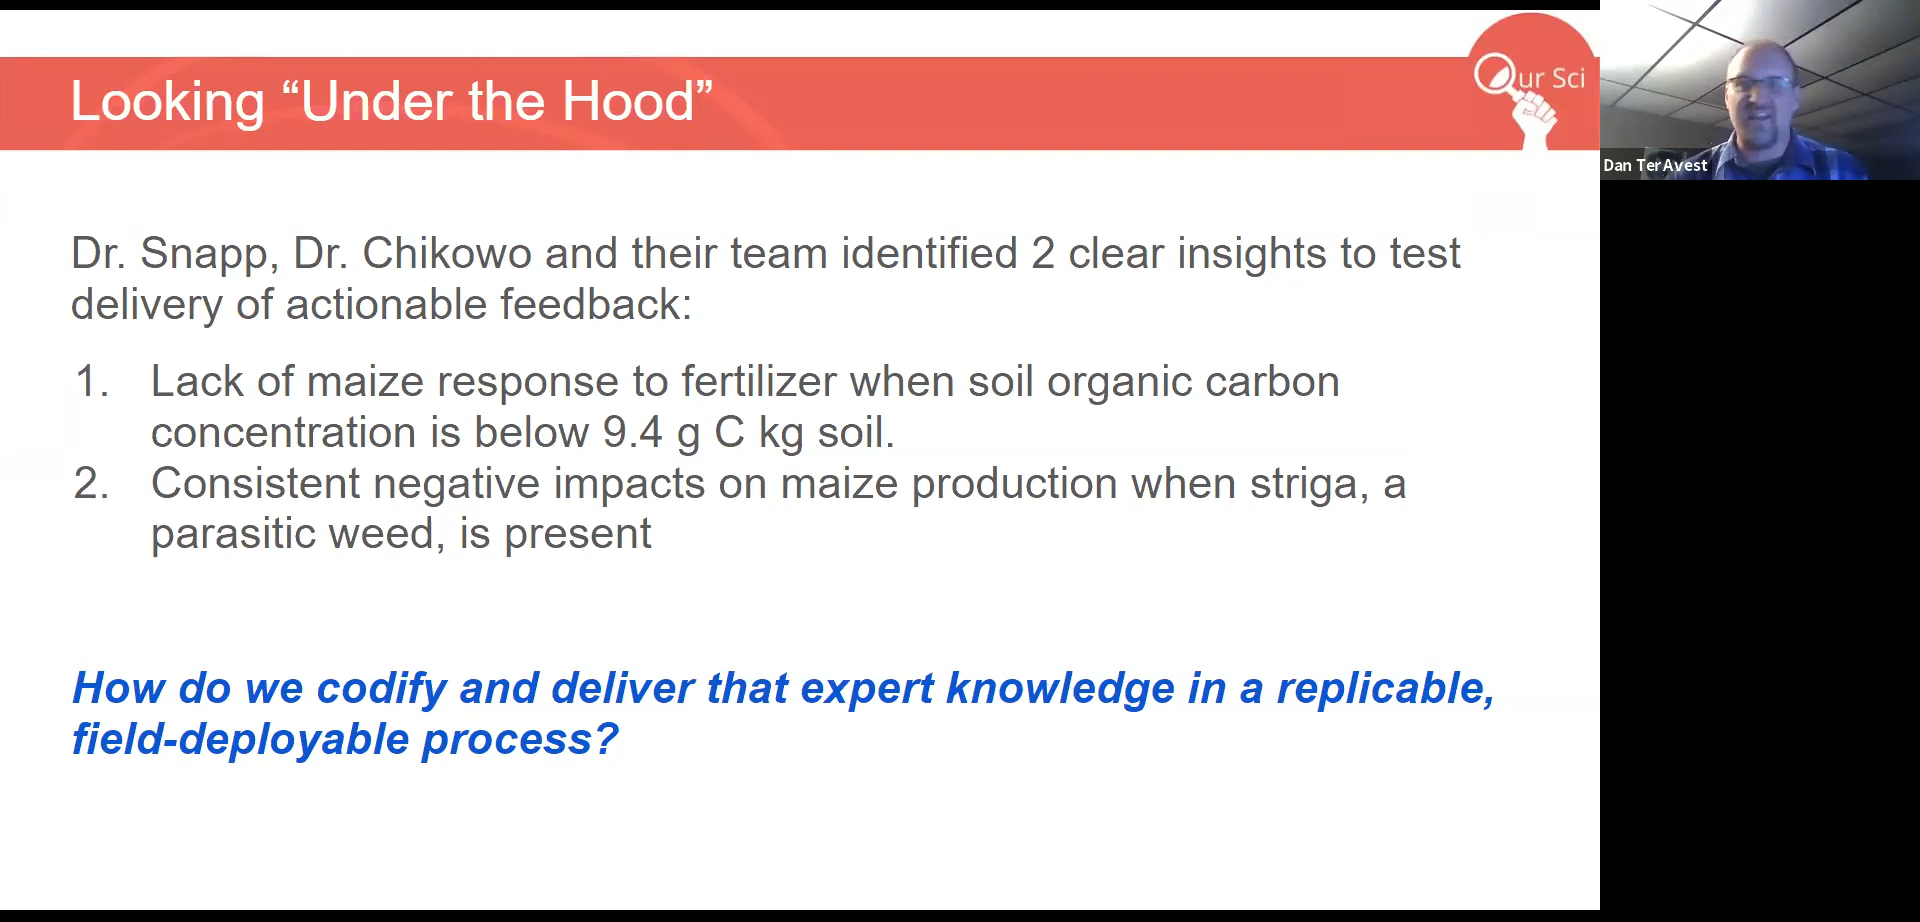 Looking “Under the Hood”
Our Sci
Dan TerAvest
Dr. Snapp, Dr. Chikowo and their team identified 2 clear insights to test
delivery of actionable feedback:
1. Lack of maize response to fertilizer when soil organic carbon
concentration is below 9.4 g C kg soil.
2. Consistent negative impacts on maize production when striga, a
parasitic weed, is present
How do we codify and deliver that expert knowledge in a replicable,
field-deployable process?